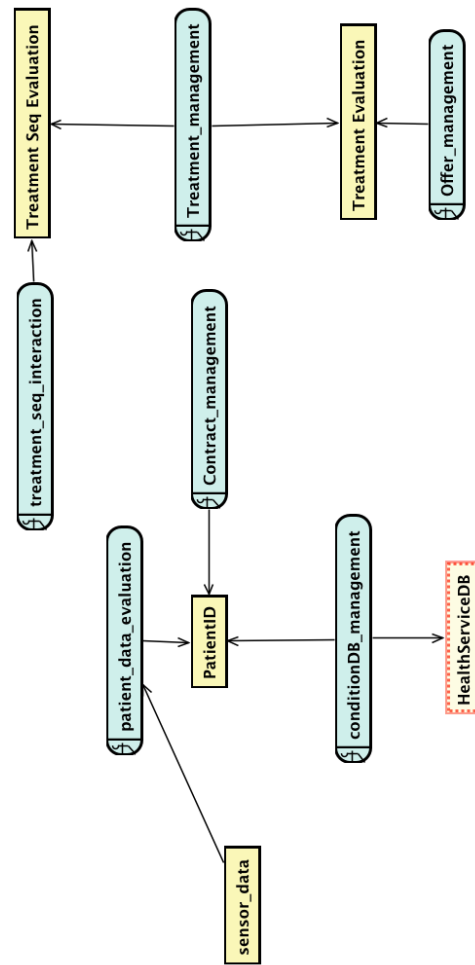 Treatment Seq Evaluation
Treatment_management
Treatment Evaluation
Offer_management
treatment_seq_interaction
Contract_management
patient_data_evaluation
PatientID
conditionDB_management
HealthServiceDB
sensor_data